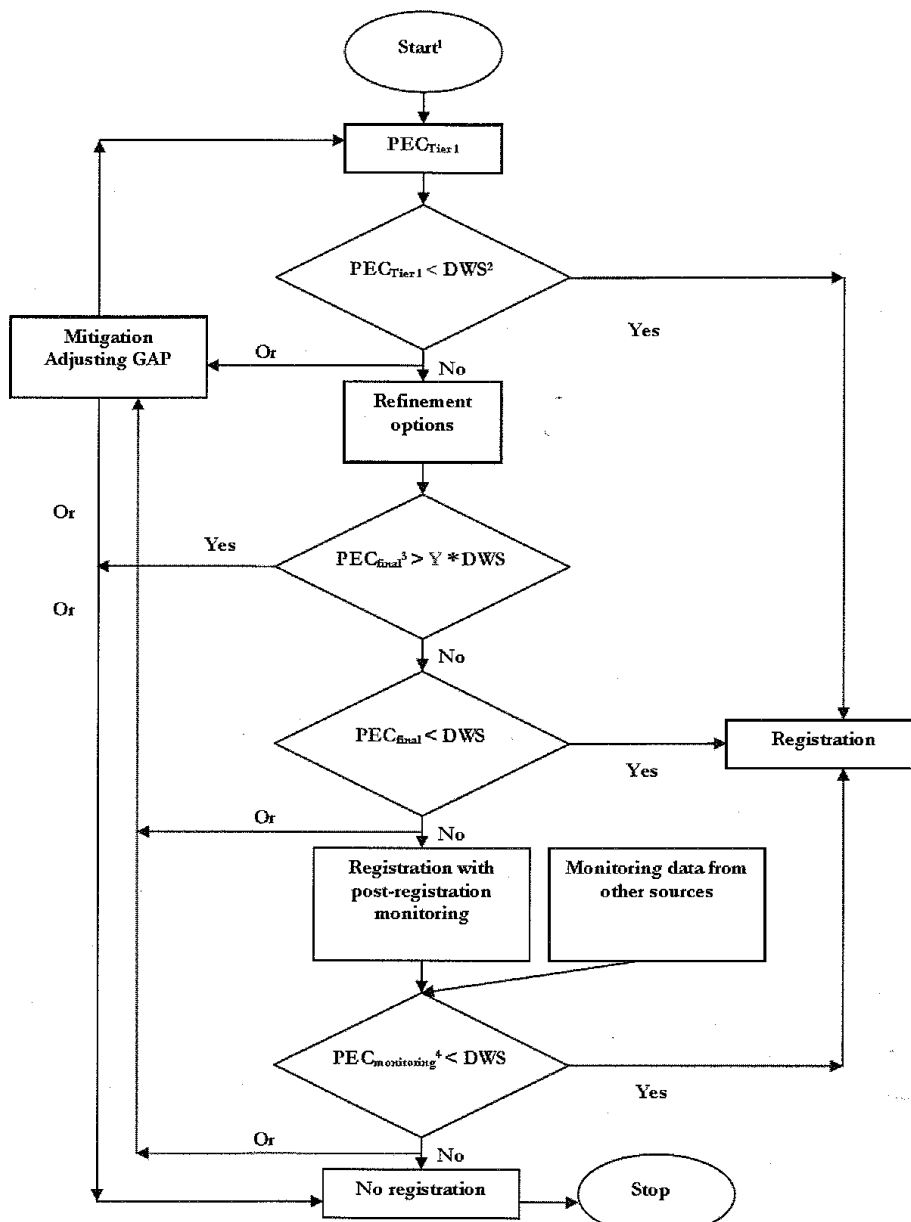 Start¹
PEC_Tier 1
PEC_Tier 1 < DWS²
Yes
Mitigation
Adjusting GAP
Or
No
Refinement
options
Or
Yes
PEC_final³ > Y * DWS
Or
No
PEC_final < DWS
Yes
Registration
Or
No
Registration with
post-registration
monitoring
Monitoring data from
other sources
PEC_monitoring⁴ < DWS
Yes
Or
No
No registration
Stop